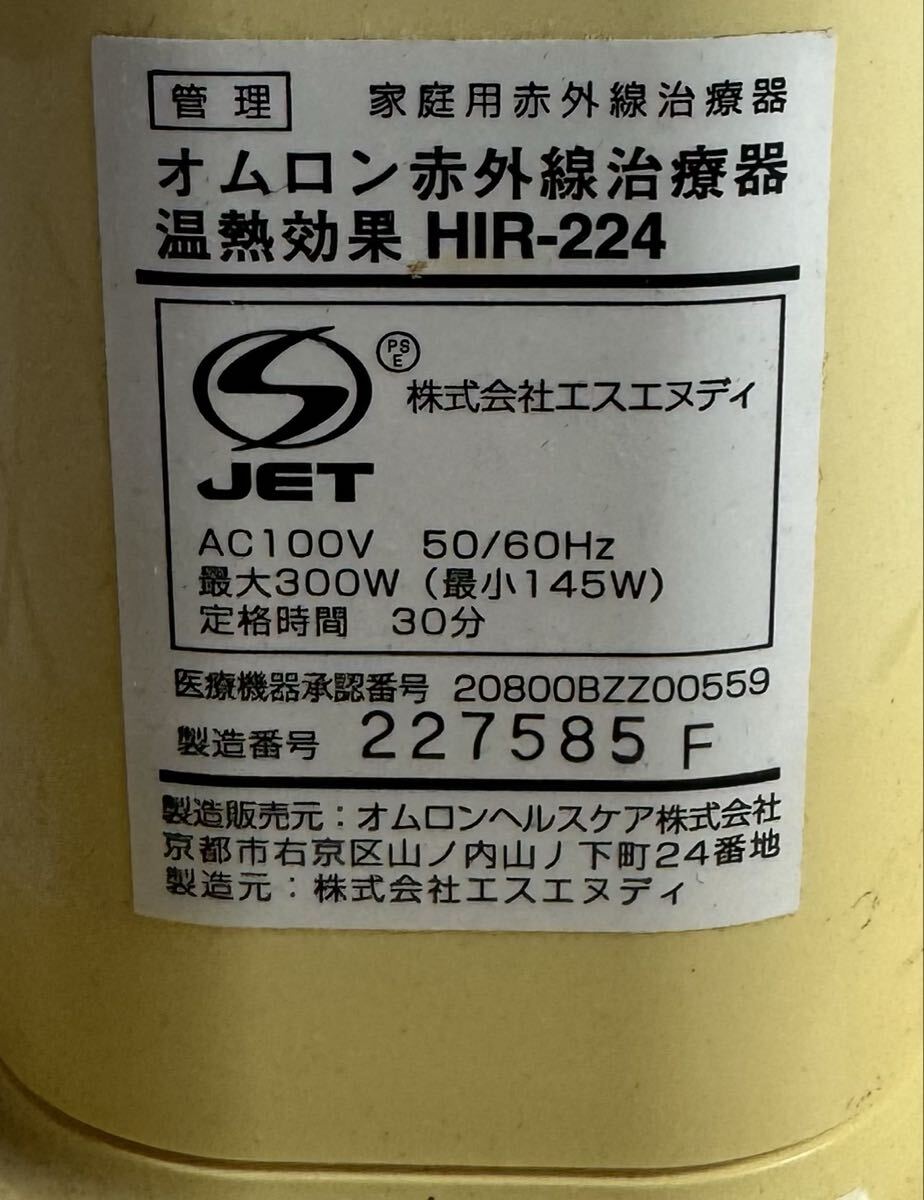 管理 家庭用赤外線治療器
オムロン赤外線治療器
温熱効果 HIR-224
PS
E
株式会社エスエヌディ
JET
AC100V 50/60Hz
最大300W（最小145W）
定格時間 30分
医療機器承認番号 20800BZZ00559
製造番号 227585 F
製造販売元：オムロンヘルスケア株式会社
京都市右京区山ノ内山ノ下町24番地
製造元：株式会社エスエヌディ